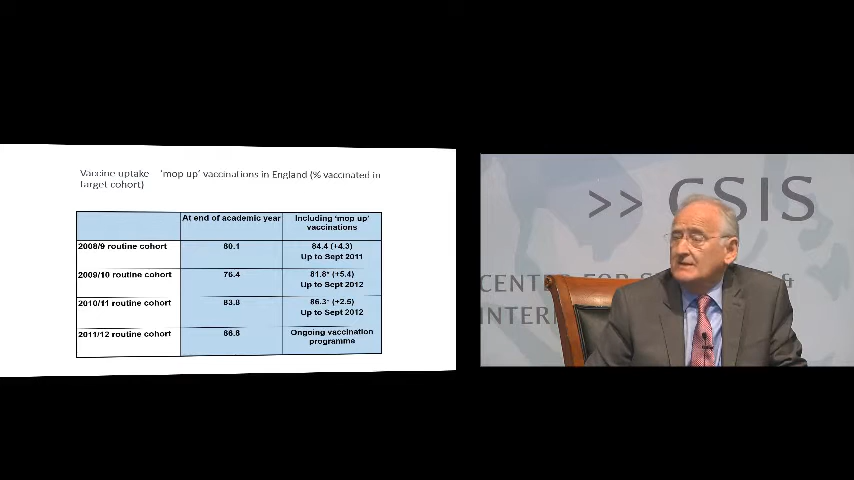 Vaccine uptake – 'mop up' vaccinations in England (% vaccinated in
target cohort)
At end of academic year
Including 'mop up'
vaccinations
2008/9 routine cohort
80.1
84.4 (+4.3)
Up to Sept 2011
2009/10 routine cohort
76.4
81.8* (+5.4)
Up to Sept 2012
2010/11 routine cohort
83.8
86.3* (+2.5)
Up to Sept 2012
2011/12 routine cohort
86.8
Ongoing vaccination
programme
>> CSIS
CENTER FOR S &
INTER